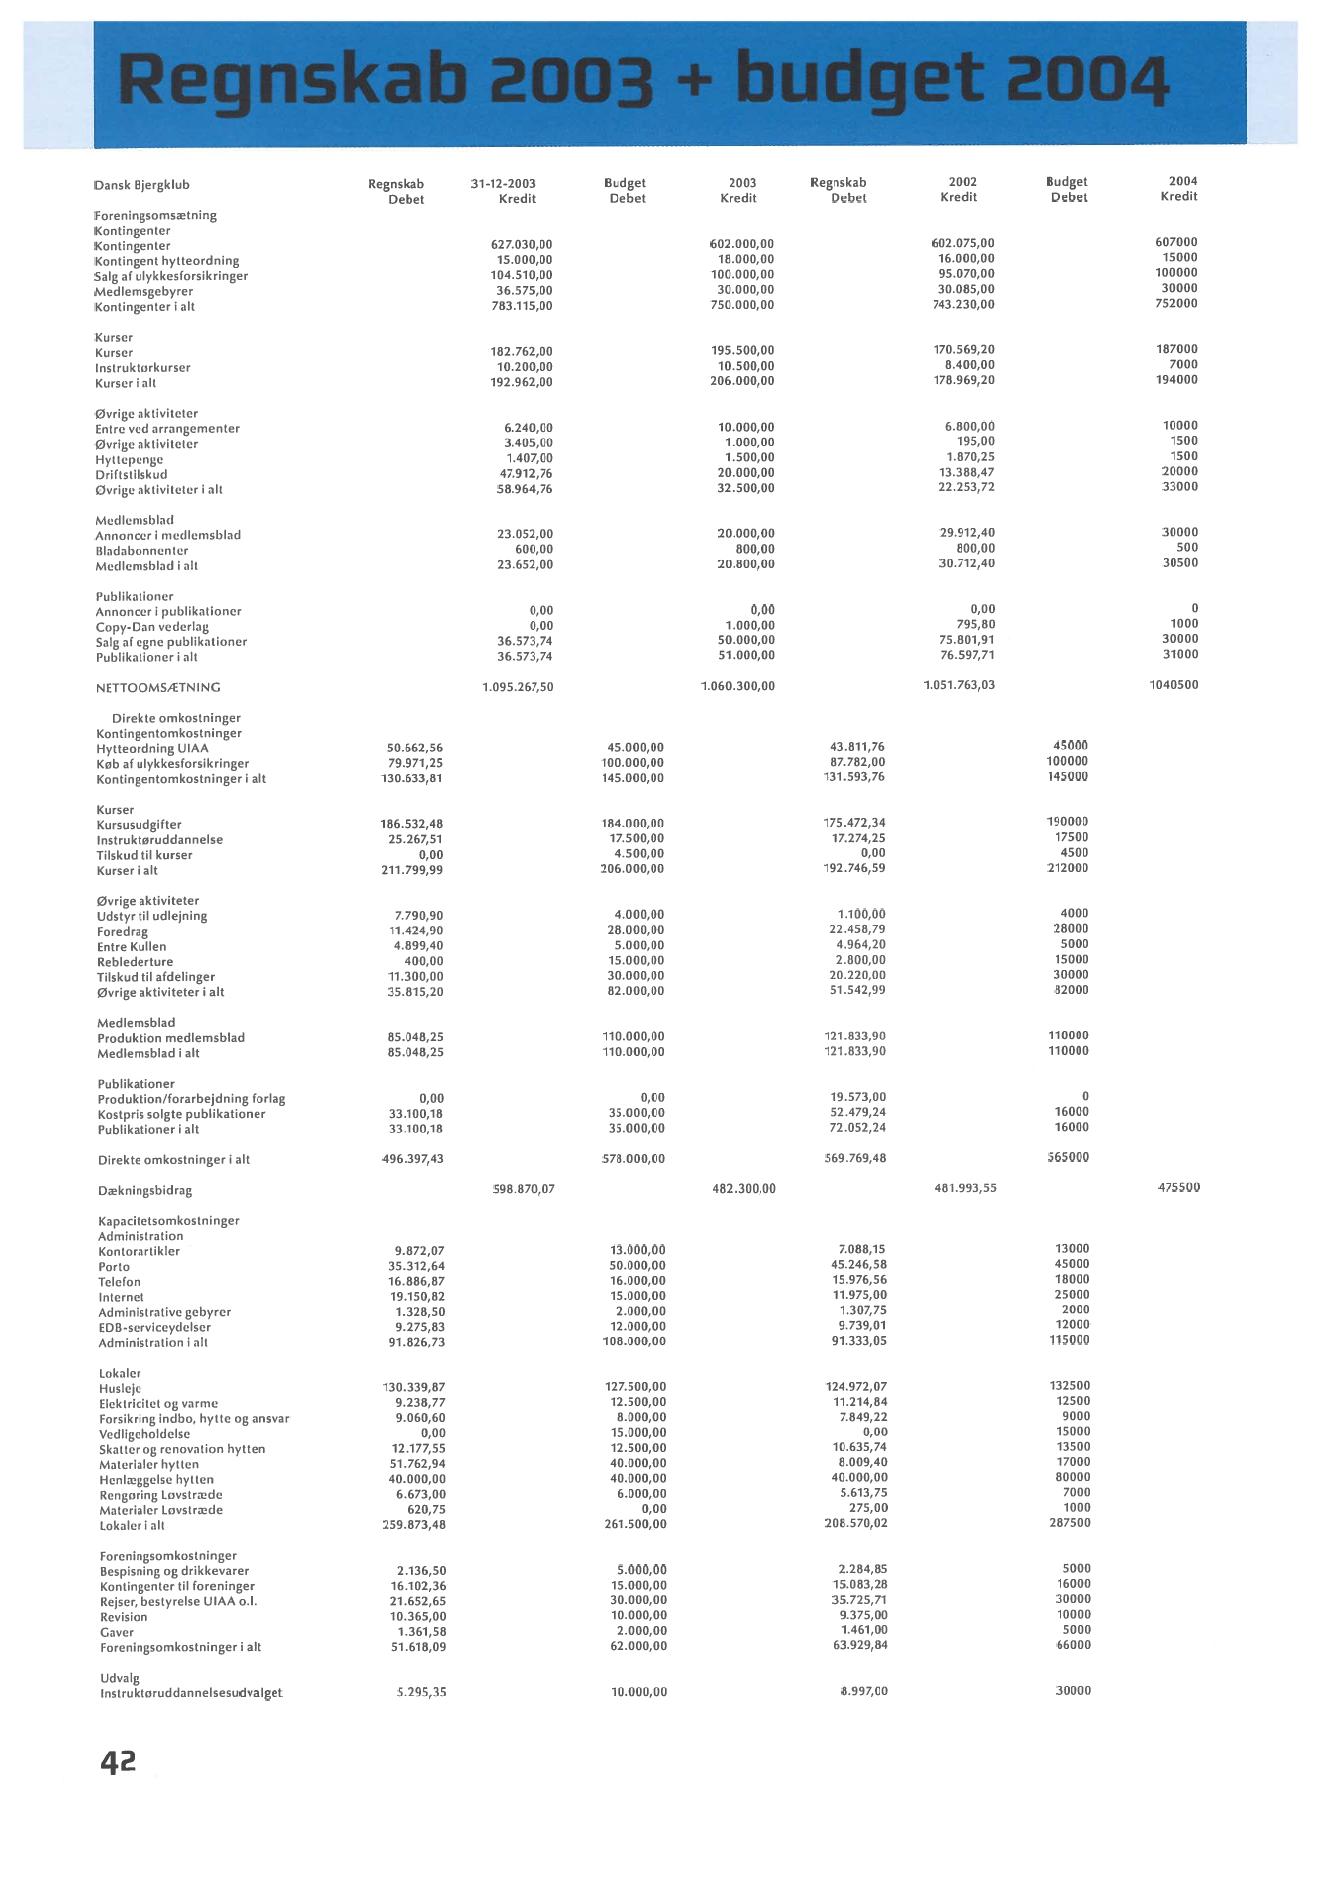 Regnskab 2003 + budget 2004
Dansk Bjergklub Regnskab 31-12-2003 Budget 2003 Regnskab 2002 Budget 2004
Debet Kredit Debet Kredit Debet Kredit Debet Kredit
Foreningsomsætning
Kontingenter
Kontingenter 627.030,00 602.000,00 602.075,00 607000
Kontingent hytteordning 15.000,00 18.000,00 16.000,00 15000
Salg af ulykkesforsikringer 104.510,00 100.000,00 95.070,00 100000
Medlemsgebyrer 36.575,00 30.000,00 30.085,00 30000
Kontingenter i alt 783.115,00 750.000,00 743.230,00 752000
Kurser
Kurser 182.762,00 195.500,00 170.569,20 187000
Instruktørkurser 10.200,00 10.500,00 8.400,00 7000
Kurser i alt 192.962,00 206.000,00 178.969,20 194000
Øvrige aktiviteter
Entre ved arrangementer 6.240,00 10.000,00 6.800,00 10000
Øvrige aktiviteter 3.405,00 1.000,00 195,00 1500
Hyttepenge 1.407,00 1.500,00 1.870,25 1500
Driftstilskud 47.912,76 20.000,00 13.388,47 20000
Øvrige aktiviteter i alt 58.964,76 32.500,00 22.253,72 33000
Medlemsblad
Annoncer i medlemsblad 23.052,00 20.000,00 29.912,40 30000
Bladabonnenter 600,00 800,00 800,00 500
Medlemsblad i alt 23.652,00 20.800,00 30.712,40 30500
Publikationer
Annoncer i publikationer 0,00 0,00 0,00 0
Copy-Dan vederlag 0,00 1.000,00 795,80 1000
Salg af egne publikationer 36.573,74 50.000,00 75.801,91 30000
Publikationer i alt 36.573,74 51.000,00 76.597,71 31000
NETTOOMSÆTNING 1.095.267,50 1.060.300,00 1.051.763,03 1040500
Direkte omkostninger
Kontingentomkostninger
Hytteordning UIAA 50.662,56 45.000,00 43.811,76 45000
Køb af ulykkesforsikringer 79.971,25 100.000,00 87.782,00 100000
Kontingentomkostninger i alt 130.633,81 145.000,00 131.593,76 145000
Kurser
Kursusudgifter 186.532,48 184.000,00 175.472,34 190000
Instruktøruddannelse 25.267,51 17.500,00 17.274,25 17500
Tilskud til kurser 0,00 4.500,00 0,00 4500
Kurser i alt 211.799,99 206.000,00 192.746,59 212000
Øvrige aktiviteter
Udstyr til udlejning 7.790,90 4.000,00 1.100,00 4000
Foredrag 11.424,90 28.000,00 22.458,79 28000
Entre Kullen 4.899,40 5.000,00 4.964,20 5000
Reblederture 400,00 15.000,00 2.800,00 15000
Tilskud til afdelinger 11.300,00 30.000,00 20.220,00 30000
Øvrige aktiviteter i alt 35.815,20 82.000,00 51.542,99 82000
Medlemsblad
Produktion medlemsblad 85.048,25 110.000,00 121.833,90 110000
Medlemsblad i alt 85.048,25 110.000,00 121.833,90 110000
Publikationer
Produktion/forarbejdning forlag 0,00 0,00 19.573,00 0
Kostpris solgte publikationer 33.100,18 35.000,00 52.479,24 16000
Publikationer i alt 33.100,18 35.000,00 72.052,24 16000
Direkte omkostninger i alt 496.397,43 578.000,00 569.769,48 565000
Dækningsbidrag 598.870,07 482.300,00 481.993,55 475500
Kapacitetsomkostninger
Administration
Kontorartikler 9.872,07 13.000,00 7.088,15 13000
Porto 35.312,64 50.000,00 45.246,58 45000
Telefon 16.886,87 16.000,00 15.976,56 18000
Internet 19.150,82 15.000,00 11.975,00 25000
Administrative gebyrer 1.328,50 2.000,00 1.307,75 2000
EDB-serviceydelser 9.275,83 12.000,00 9.739,01 12000
Administration i alt 91.826,73 108.000,00 91.333,05 115000
Lokaler
Husleje 130.339,87 127.500,00 124.972,07 132500
Elektricitet og varme 9.238,77 12.500,00 11.214,84 12500
Forsikring indbo, hytte og ansvar 9.060,60 8.000,00 7.849,22 9000
Vedligeholdelse 0,00 15.000,00 0,00 15000
Skatter og renovation hytten 12.177,55 12.500,00 10.635,74 13500
Materialer hytten 51.762,94 40.000,00 8.009,40 17000
Henlæggelse hytten 40.000,00 40.000,00 40.000,00 80000
Rengøring Løvstræde 6.673,00 6.000,00 5.613,75 7000
Materialer Løvstræde 620,75 0,00 275,00 1000
Lokaler i alt 259.873,48 261.500,00 208.570,02 287500
Foreningsomkostninger
Bespisning og drikkevarer 2.136,50 5.000,00 2.284,85 5000
Kontingenter til foreninger 16.102,36 15.000,00 15.083,28 16000
Rejser, bestyrelse UIAA o.l. 21.652,65 30.000,00 35.725,71 30000
Revision 10.365,00 10.000,00 9.375,00 10000
Gaver 1.361,58 2.000,00 1.461,00 5000
Foreningsomkostninger i alt 51.618,09 62.000,00 63.929,84 66000
Udvalg
Instruktøruddannelsesudvalget 5.295,35 10.000,00 8.997,00 30000
42